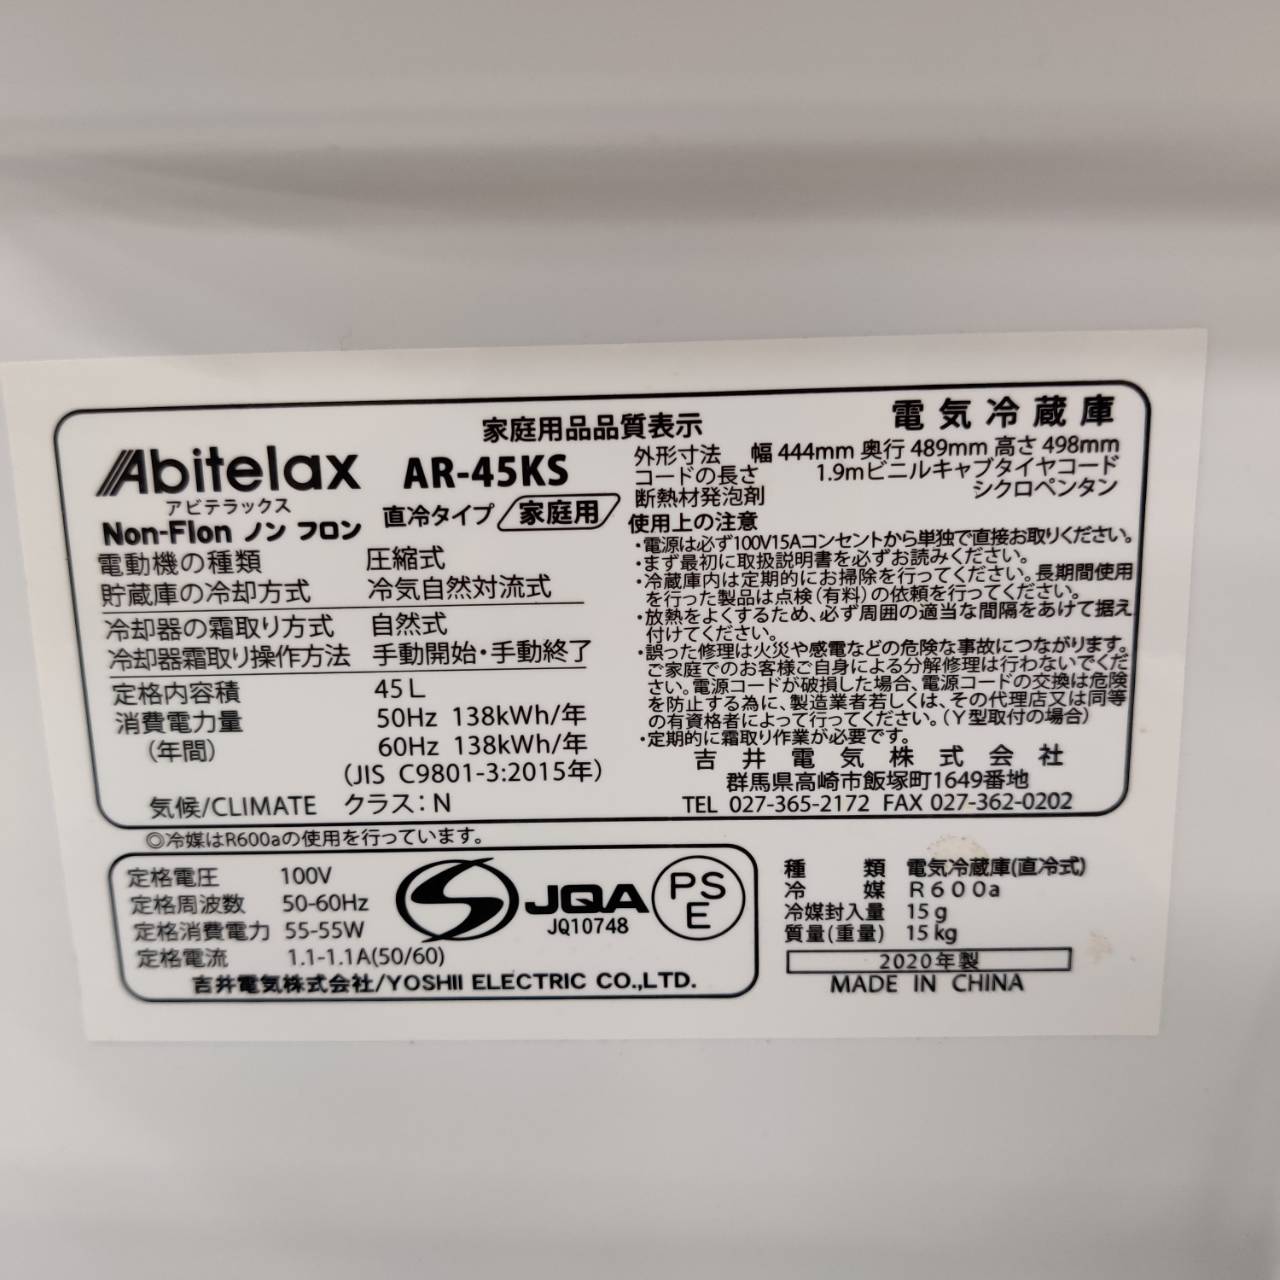 家庭用品品質表示
電気冷蔵庫
Abitelax
アビテラックス
Non-Flon ノン フロン
AR-45KS
直冷タイプ 家庭用
電動機の種類 圧縮式
貯蔵庫の冷却方式 冷気自然対流式
冷却器の霜取り方式 自然式
冷却器霜取り操作方法 手動開始・手動終了
定格内容積 45L
消費電力量 50Hz 138kWh/年
(年間) 60Hz 138kWh/年
(JIS C9801-3:2015年)
気候/CLIMATE クラス：N
外形寸法 幅 444mm 奥行 489mm 高さ 498mm
コードの長さ 1.9mビニルキャブタイヤコード
断熱材発泡剤 シクロペンタン
使用上の注意
・電源は必ず100V15Aコンセントから単独で直接お取りください。
・まず最初に取扱説明書を必ずお読みください。
・冷蔵庫内は定期的にお掃除を行ってください。長期間使用
を行った製品は点検(有料)の依頼を行ってください。
・放熱をよくするため、必ず周囲の適当な間隔をあけて据え
付けてください。
・誤った修理は火災や感電などの危険な事故につながります。
ご家庭でのお客様ご自身による分解修理は行わないでくだ
さい。電源コードが破損した場合、電源コードの交換は危険
を防止する為に、製造業者若しくは、その代理店又は同等
の有資格者によって行ってください。(Y型取付の場合)
・定期的に霜取り作業が必要です。
吉井電気株式会社
群馬県高崎市飯塚町1649番地
TEL 027-365-2172 FAX 027-362-0202
◎冷媒はR600aの使用を行っています。
定格電圧 100V
定格周波数 50-60Hz
定格消費電力 55-55W
定格電流 1.1-1.1A(50/60)
JQA
JQ10748
PS
E
吉井電気株式会社/YOSHII ELECTRIC CO.,LTD.
種類 電気冷蔵庫(直冷式)
冷媒 R600a
冷媒封入量 15g
質量(重量) 15kg
2020年製
MADE IN CHINA